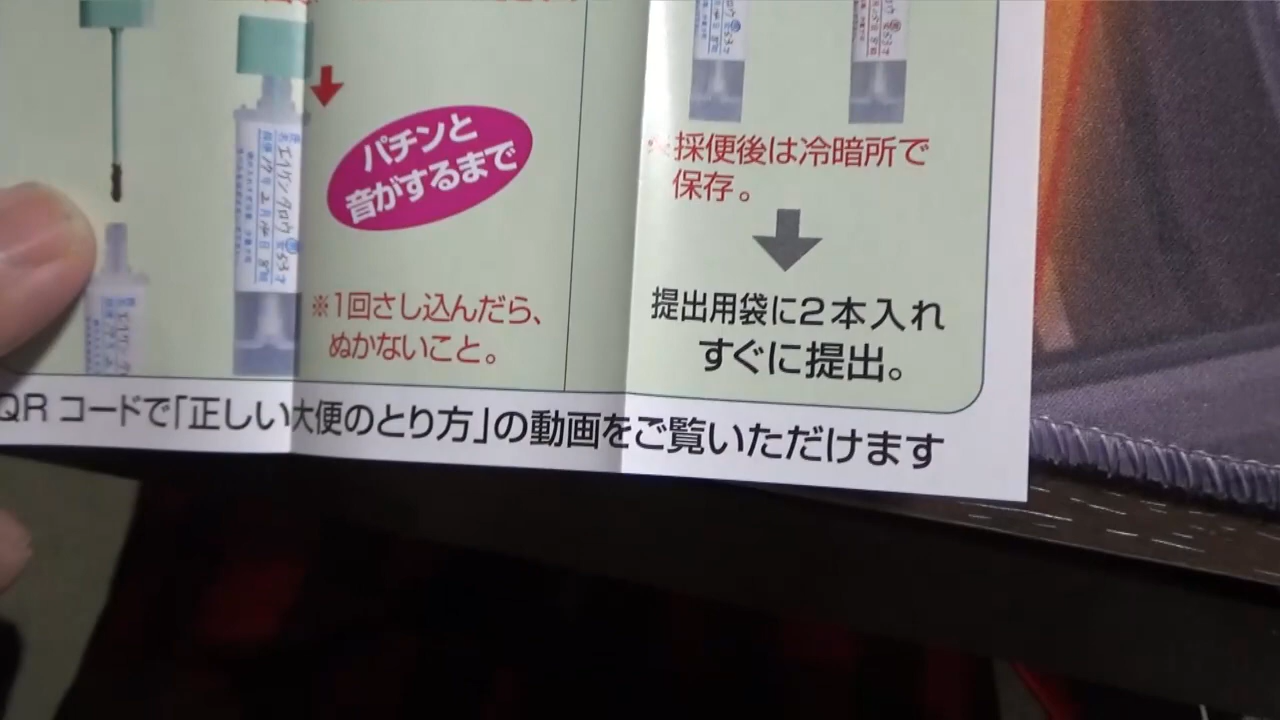 パチンと
音がするまで
※1回さし込んだら、
ぬかないこと。
※採便後は冷暗所で
保存。
提出用袋に2本入れ
すぐに提出。
QRコードで「正しい大便のとり方」の動画をご覧いただけます